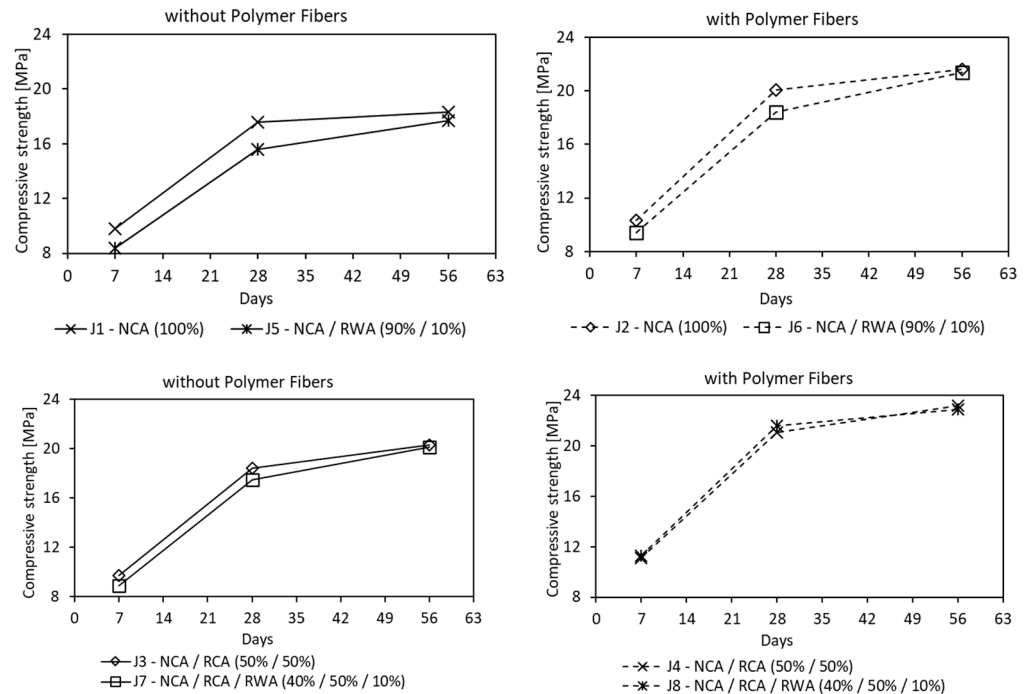 without Polymer Fibers
Compressive strength [MPa]
24
20
16
12
8
0 7 14 21 28 35 42 49 56 63
Days
J1 - NCA (100%) J5 - NCA / RWA (90% / 10%)
with Polymer Fibers
Compressive strength [MPa]
24
20
16
12
8
0 7 14 21 28 35 42 49 56 63
Days
J2 - NCA (100%) J6 - NCA / RWA (90% / 10%)
without Polymer Fibers
Compressive strength [MPa]
24
20
16
12
8
0 7 14 21 28 35 42 49 56 63
Days
J3 - NCA / RCA (50% / 50%)
J7 - NCA / RCA / RWA (40% / 50% / 10%)
with Polymer Fibers
Compressive strength [MPa]
24
20
16
12
8
0 7 14 21 28 35 42 49 56 63
Days
J4 - NCA / RCA (50% / 50%)
J8 - NCA / RCA / RWA (40% / 50% / 10%)